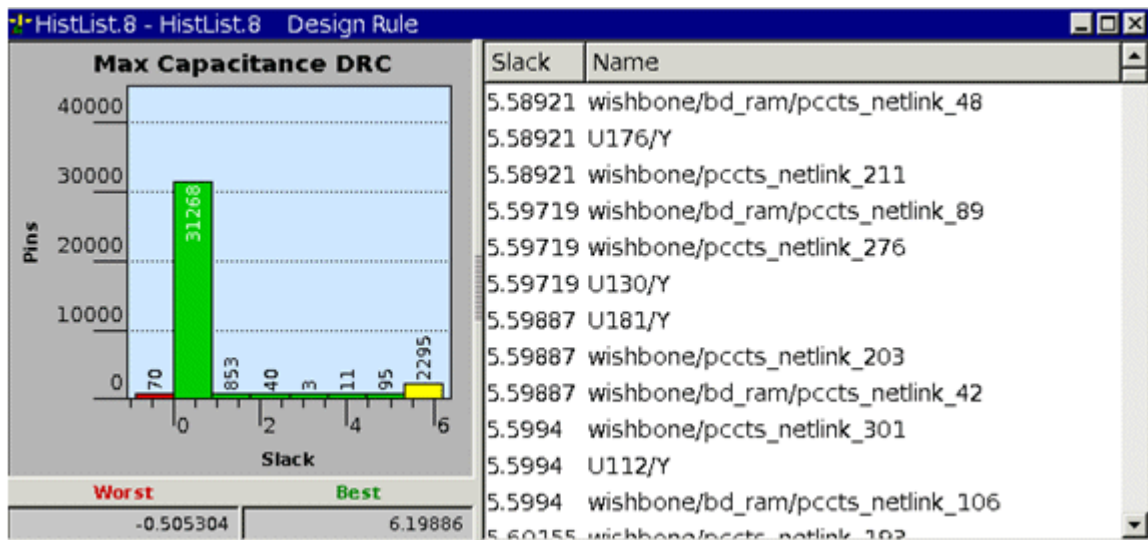 HistList.8 - HistList.8 Design Rule
Max Capacitance DRC
40000
30000
20000
10000
0
Pins
70
31268
853
40
3
11
95
2295
0 2 4 6
Slack
Worst Best
-0.505304 6.19886
Slack Name
5.58921 wishbone/bd_ram/pccts_netlink_48
5.58921 U176/Y
5.58921 wishbone/pccts_netlink_211
5.59719 wishbone/bd_ram/pccts_netlink_89
5.59719 wishbone/pccts_netlink_276
5.59719 U130/Y
5.59887 U181/Y
5.59887 wishbone/pccts_netlink_203
5.59887 wishbone/bd_ram/pccts_netlink_42
5.5994 wishbone/pccts_netlink_301
5.5994 U112/Y
5.5994 wishbone/bd_ram/pccts_netlink_106